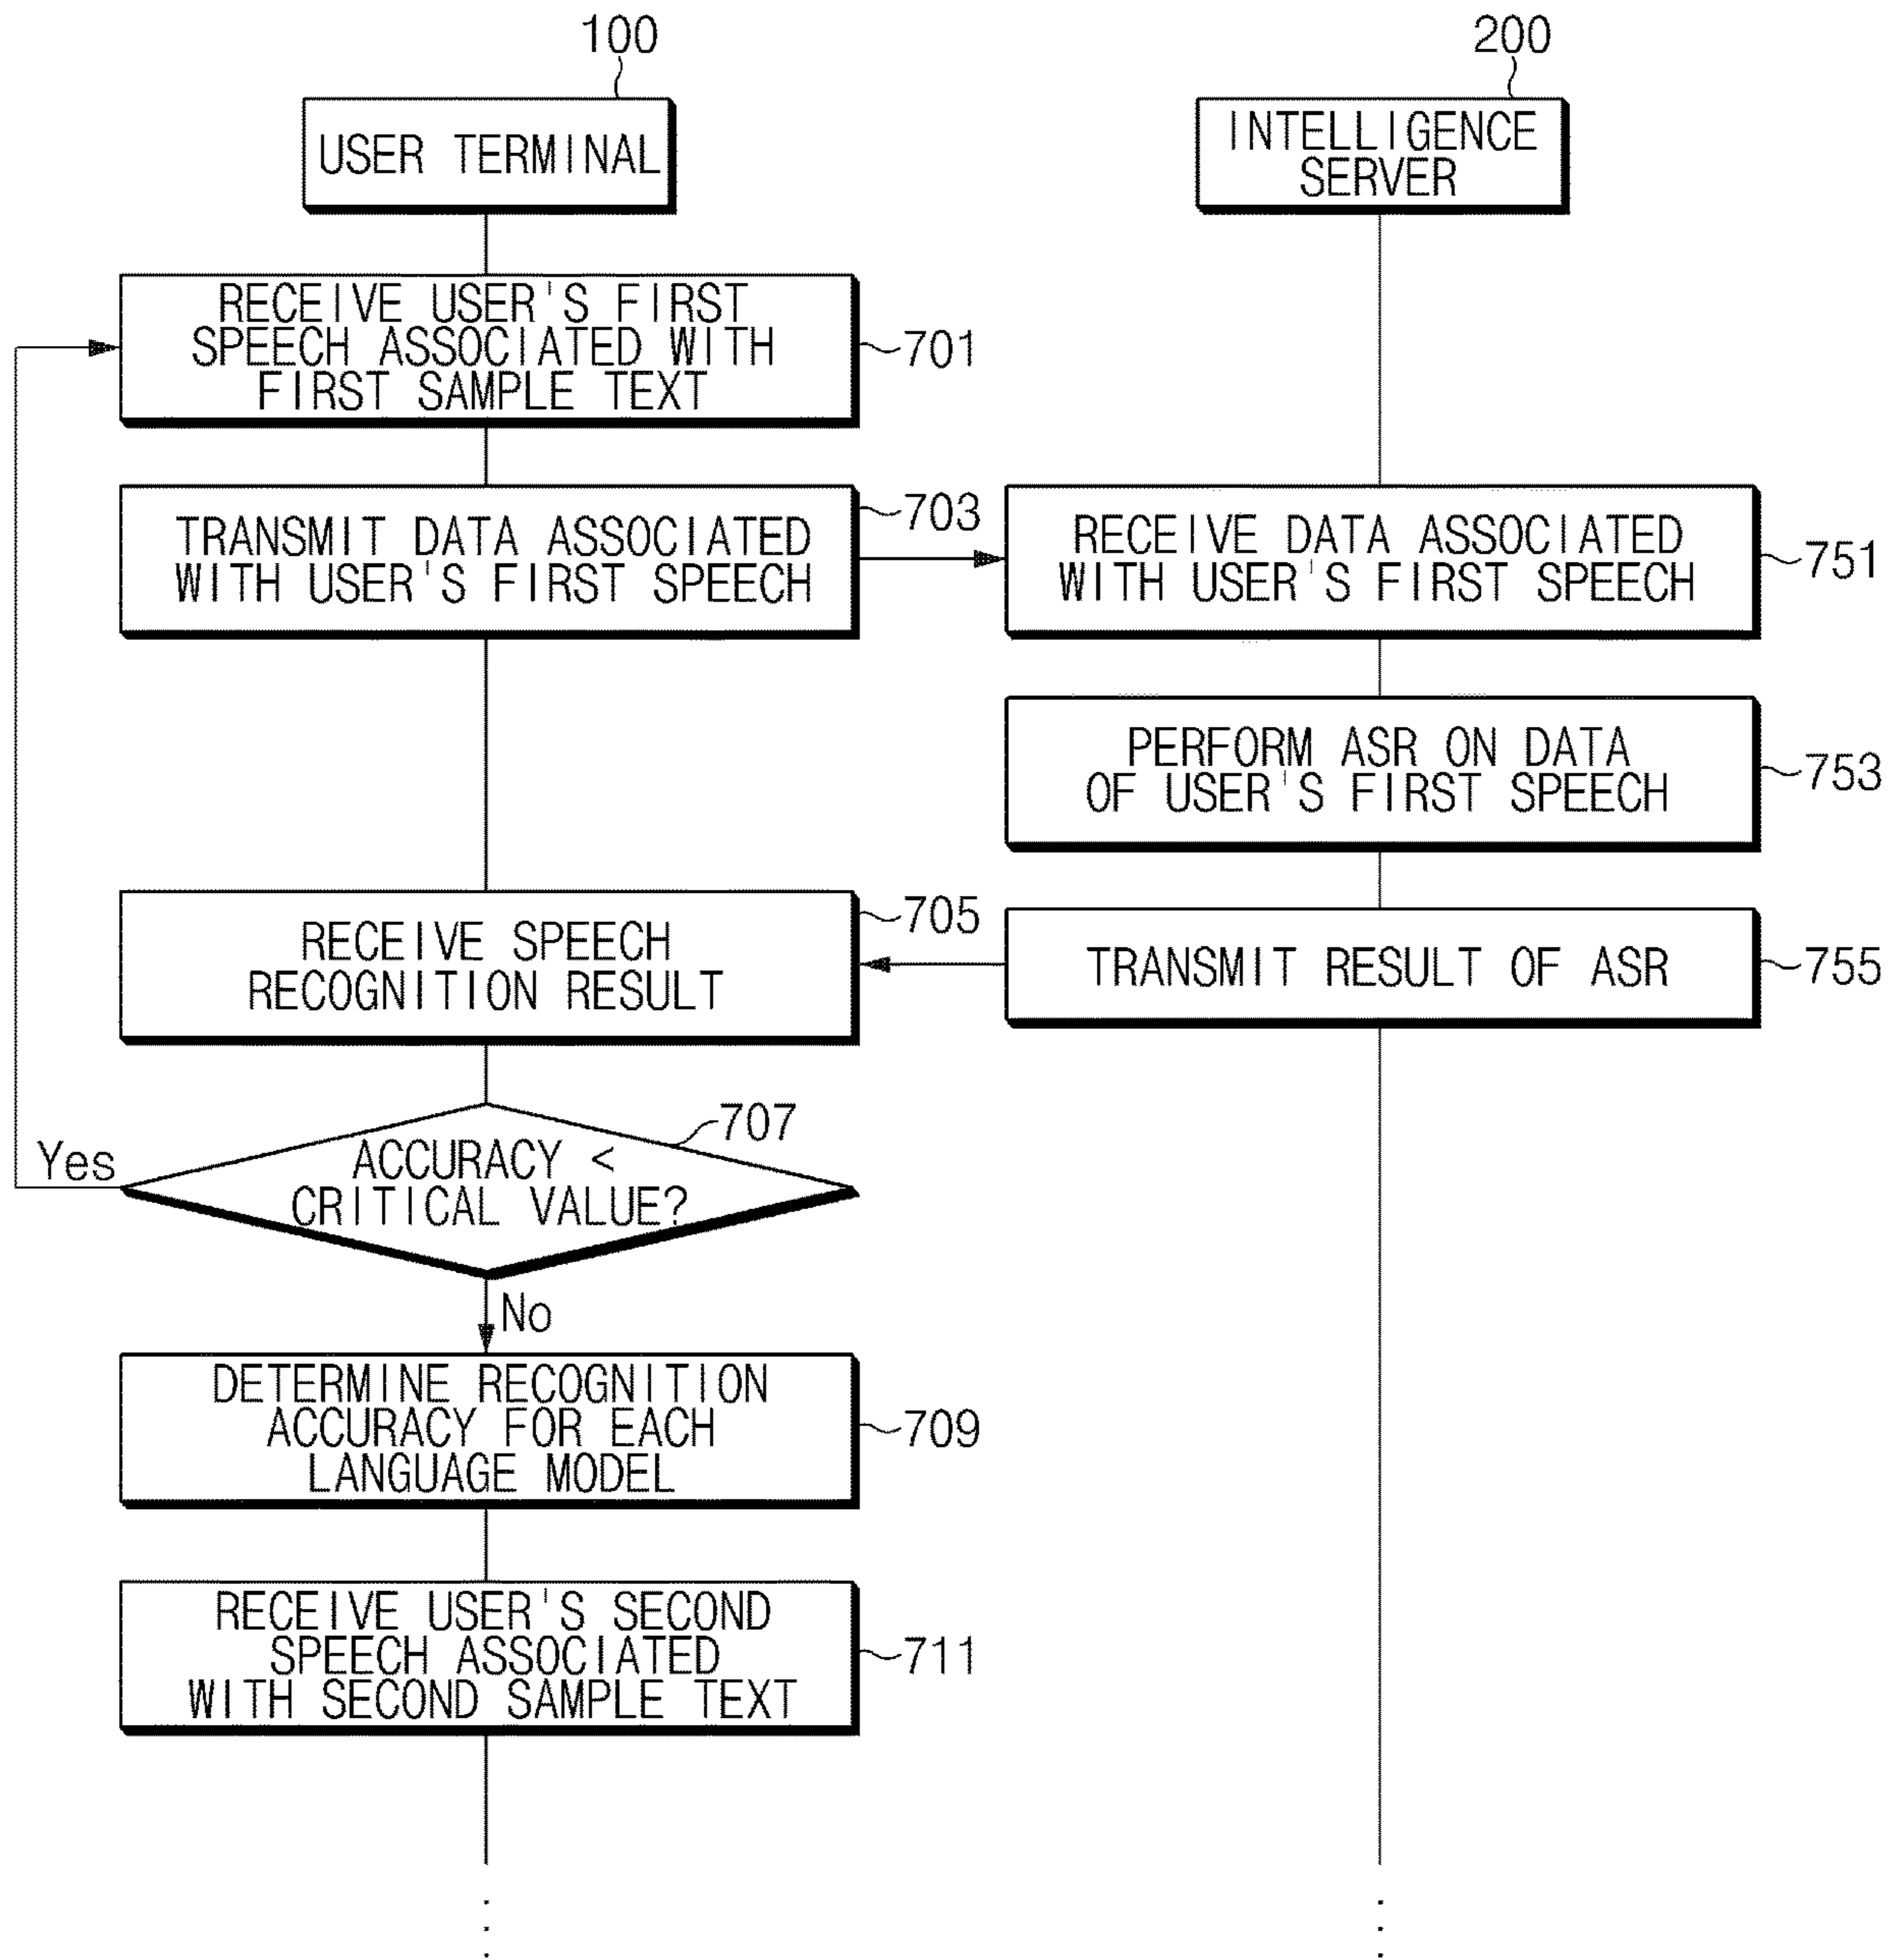 100
200
USER TERMINAL
INTELLIGENCE
SERVER
RECEIVE USER'S FIRST
SPEECH ASSOCIATED WITH
FIRST SAMPLE TEXT
701
TRANSMIT DATA ASSOCIATED
WITH USER'S FIRST SPEECH
703
RECEIVE DATA ASSOCIATED
WITH USER'S FIRST SPEECH
751
PERFORM ASR ON DATA
OF USER'S FIRST SPEECH
753
RECEIVE SPEECH
RECOGNITION RESULT
705
TRANSMIT RESULT OF ASR
755
ACCURACY <
CRITICAL VALUE?
707
Yes
No
DETERMINE RECOGNITION
ACCURACY FOR EACH
LANGUAGE MODEL
709
RECEIVE USER'S SECOND
SPEECH ASSOCIATED
WITH SECOND SAMPLE TEXT
711